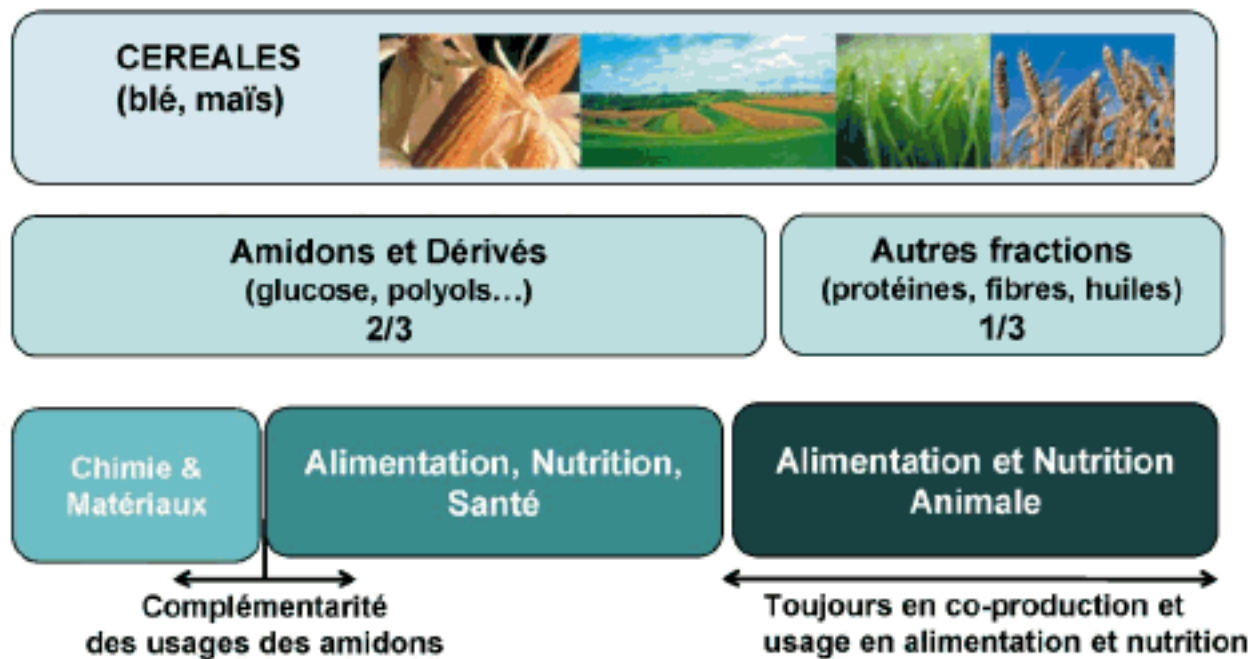 CEREALES
(blé, maïs)
Amidons et Dérivés
(glucose, polyols...)
2/3
Autres fractions
(protéines, fibres, huiles)
1/3
Chimie &
Matériaux
Alimentation, Nutrition,
Santé
Alimentation et Nutrition
Animale
Complémentarité
des usages des amidons
Toujours en co-production et
usage en alimentation et nutrition